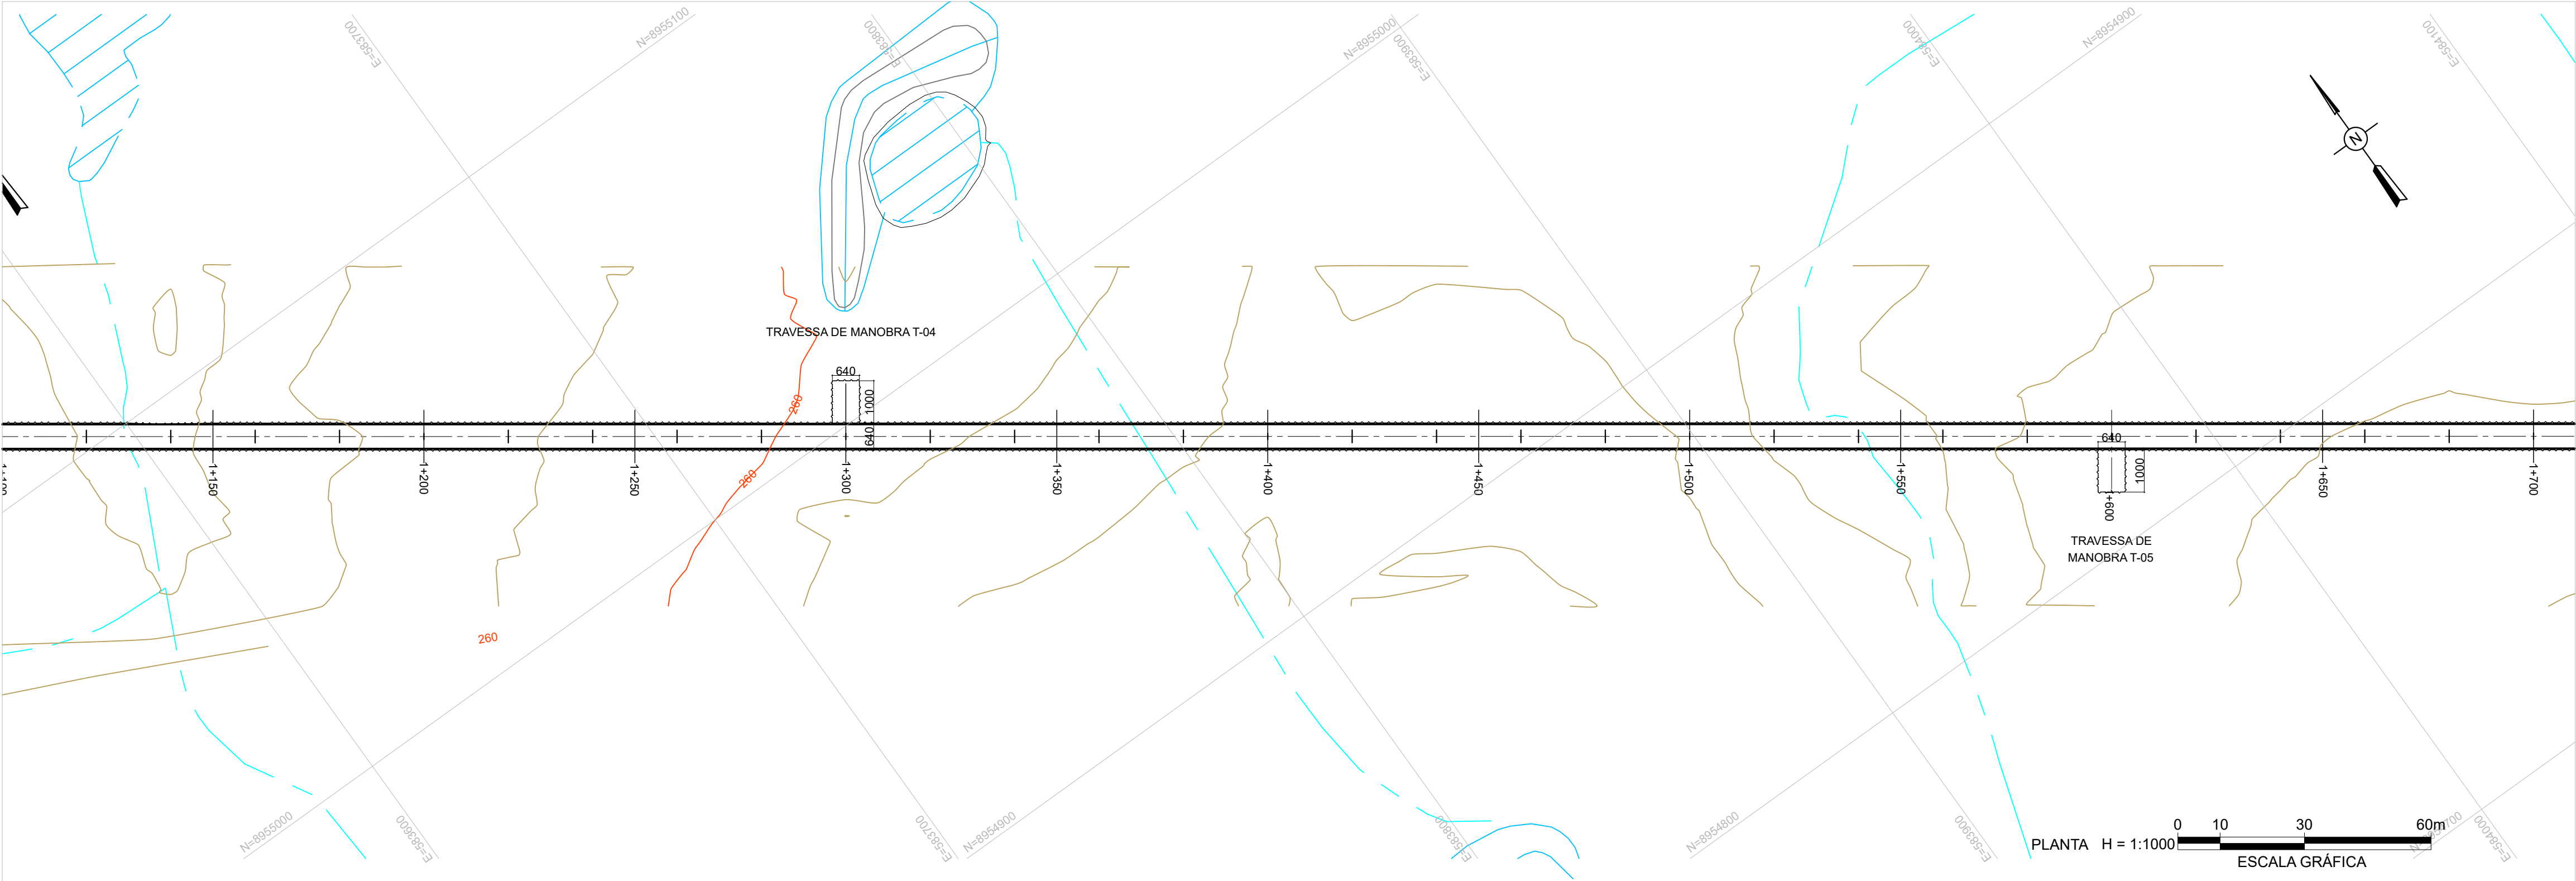 E=583700
N=8955100
E=583800
N=8955000
E=583900
E=584000
N=8954900
E=584100
N
TRAVESSA DE MANOBRA T-04
640
1000
640
260
260
260
1+150
1+200
1+250
1+300
1+350
1+400
1+450
1+500
1+550
1+600
1+650
1+700
640
1000
TRAVESSA DE
MANOBRA T-05
N=8955000
E=583600
E=583700
N=8954900
E=583800
N=8954800
E=583900
E=584000
PLANTA H = 1:1000
0 10 30 60m
ESCALA GRÁFICA